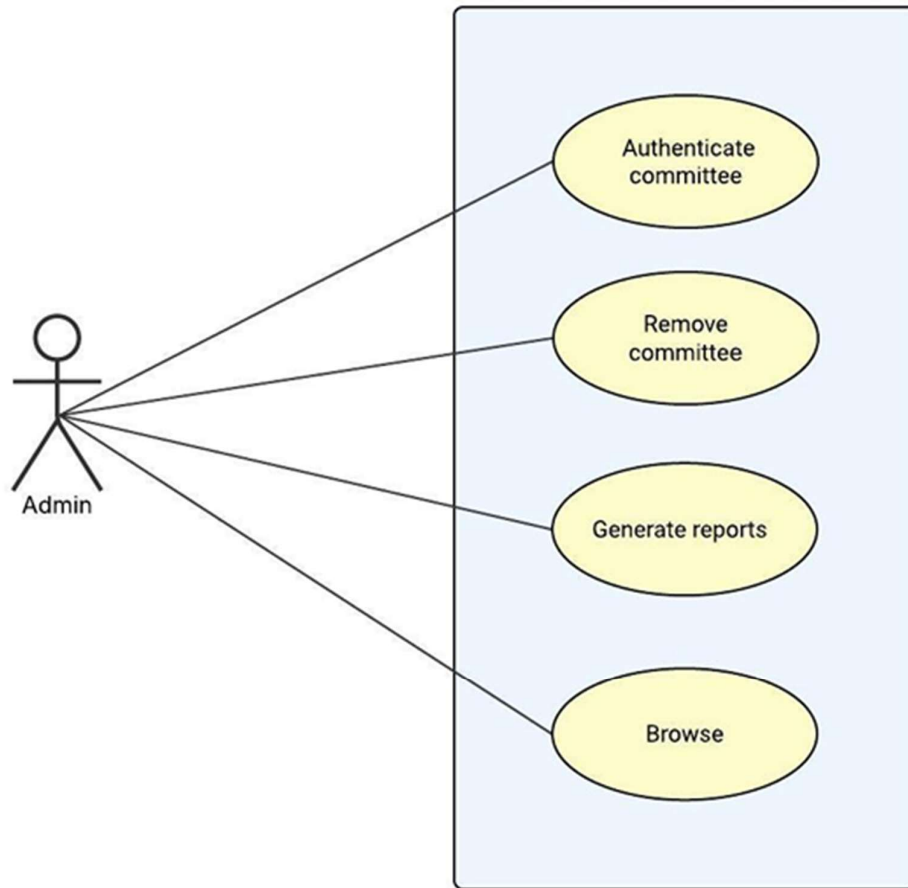 Authenticate
committee
Remove
committee
Admin
Generate reports
Browse